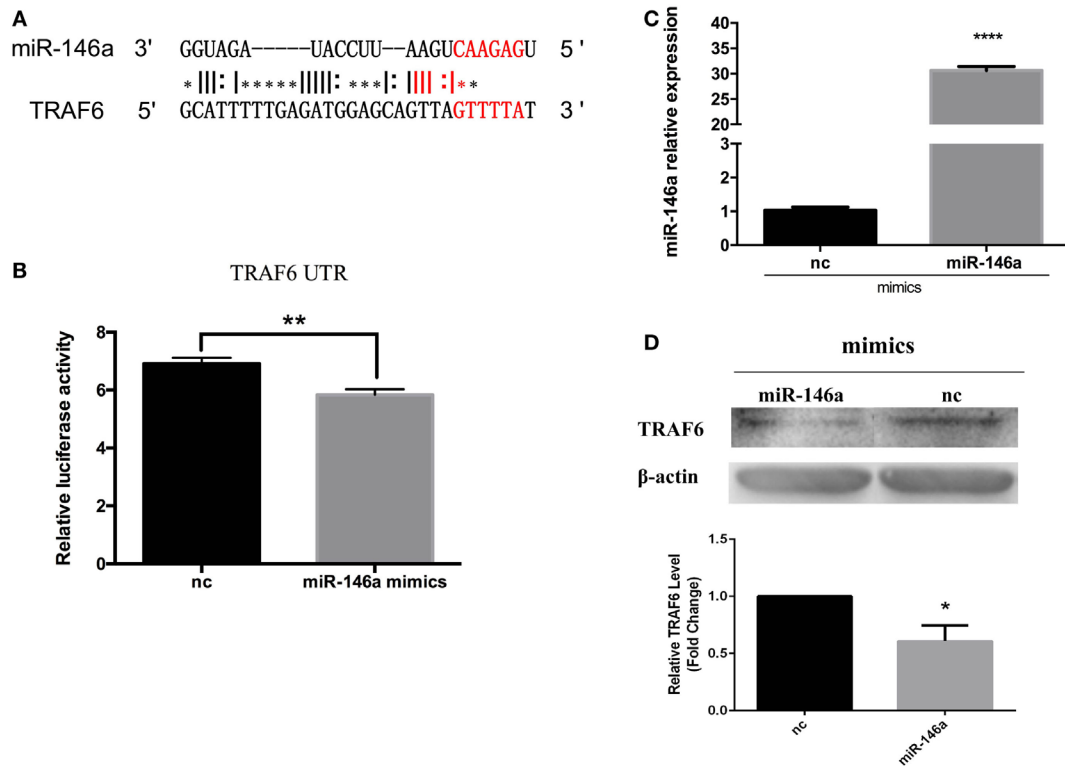 A
miR-146a 3' GGUAGA-----UACCUU--AAGUCAAGAGU 5'
*|||:|*****|||||:***|:||||:|**
TRAF6 5' GCATTTTTGAGATGGAGCAGTTAGTTTTAT 3'
B
TRAF6 UTR
**
Relative luciferase activity
8
6
4
2
0
nc
miR-146a mimics
C
miR-146a relative expression
****
40
35
30
25
20
3
2
1
0
nc
miR-146a
mimics
D
mimics
miR-146a nc
TRAF6
β-actin
Relative TRAF6 Level
(Fold Change)
1.5
1.0
0.5
0.0
*
nc
miR-146a